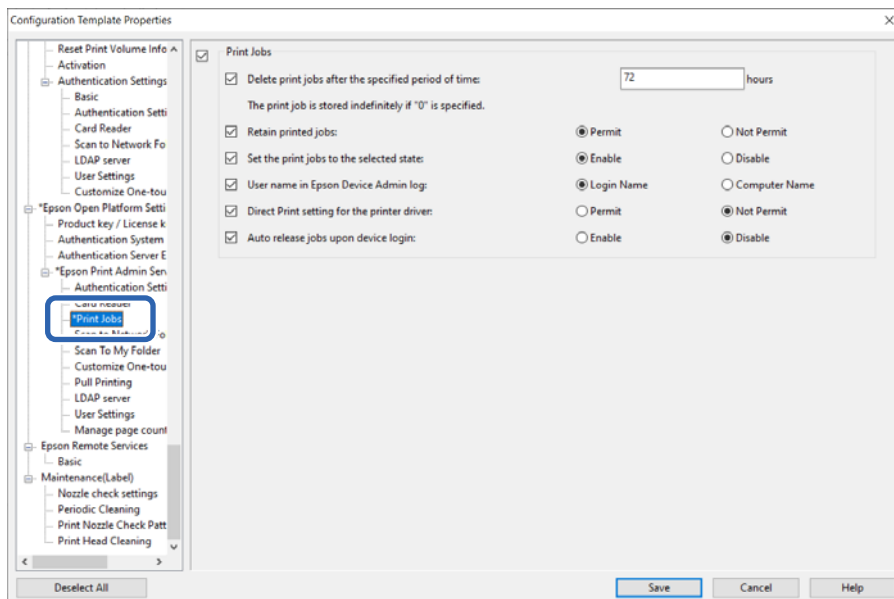 Configuration Template Properties
Reset Print Volume Info
Activation
Authentication Settings
Basic
Authentication Setti
Card Reader
Scan to Network Fo
LDAP server
User Settings
Customize One-tou
*Epson Open Platform Setti
Product key / License k
Authentication System
Authentication Server E
*Epson Print Admin Ser
Authentication Setti
Card Reader
*Print Jobs
Scan to Network Fo
Scan To My Folder
Customize One-tou
Pull Printing
LDAP server
User Settings
Manage page count
Epson Remote Services
Basic
Maintenance(Label)
Nozzle check settings
Periodic Cleaning
Print Nozzle Check Patt
Print Head Cleaning
Print Jobs
Delete print jobs after the specified period of time: 72 hours
The print job is stored indefinitely if "0" is specified.
Retain printed jobs: Permit Not Permit
Set the print jobs to the selected state: Enable Disable
User name in Epson Device Admin log: Login Name Computer Name
Direct Print setting for the printer driver: Permit Not Permit
Auto release jobs upon device login: Enable Disable
Deselect All Save Cancel Help